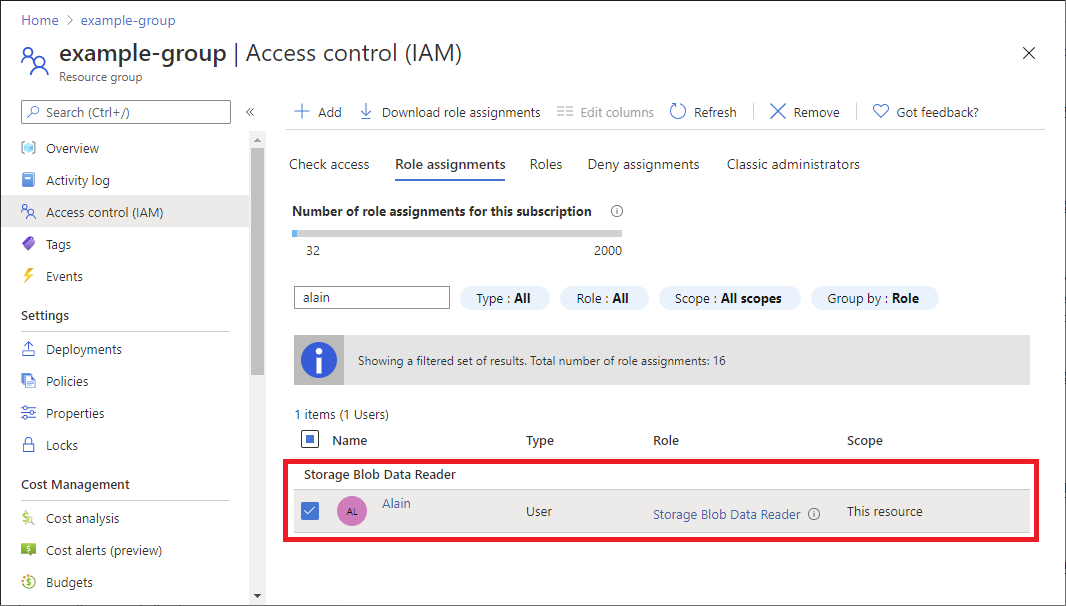 Home > example-group
example-group | Access control (IAM)
Resource group
Search (Ctrl+/)
«
Overview
Activity log
Access control (IAM)
Tags
Events
Settings
Deployments
Policies
Properties
Locks
Cost Management
Cost analysis
Cost alerts (preview)
Budgets
Add Download role assignments Edit columns Refresh Remove Got feedback?
Check access Role assignments Roles Deny assignments Classic administrators
Number of role assignments for this subscription
32 2000
alain Type : All Role : All Scope : All scopes Group by : Role
Showing a filtered set of results. Total number of role assignments: 16
1 items (1 Users)
Name Type Role Scope
Storage Blob Data Reader
AL Alain User Storage Blob Data Reader This resource